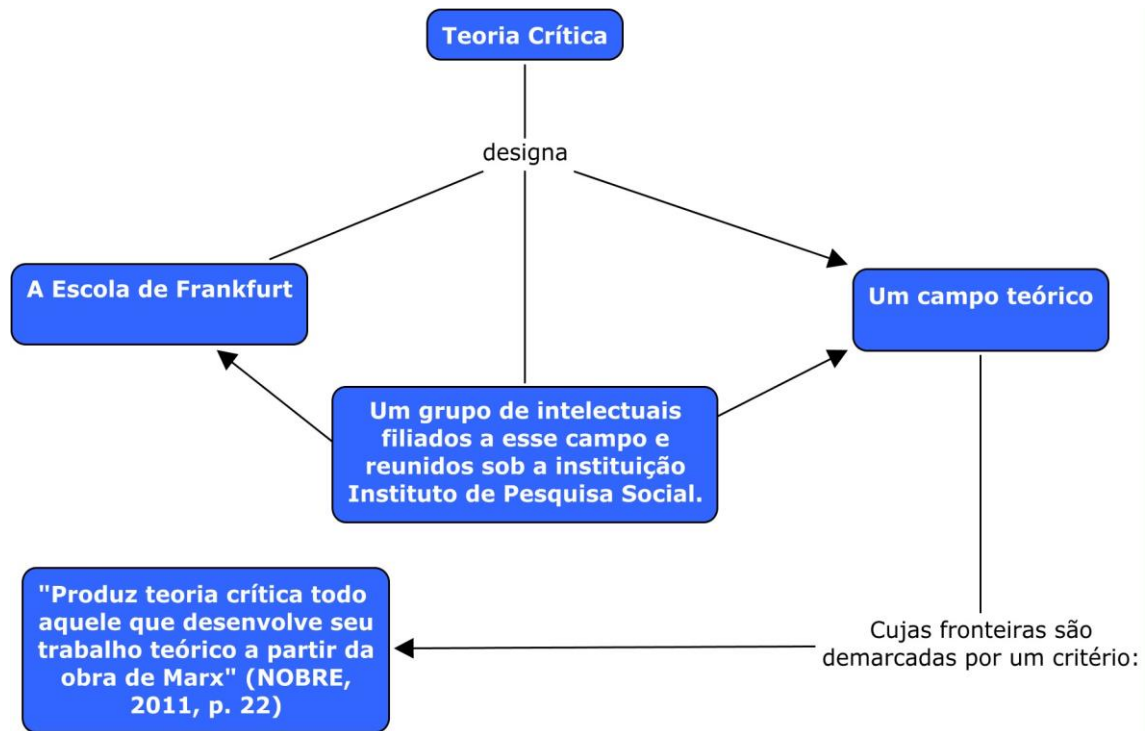 Teoria Crítica
designa
A Escola de Frankfurt
Um campo teórico
Um grupo de intelectuais
filiados a esse campo e
reunidos sob a instituição
Instituto de Pesquisa Social.
"Produz teoria crítica todo
aquele que desenvolve seu
trabalho teórico a partir da
obra de Marx" (NOBRE,
2011, p. 22)
Cujas fronteiras são
demarcadas por um critério: